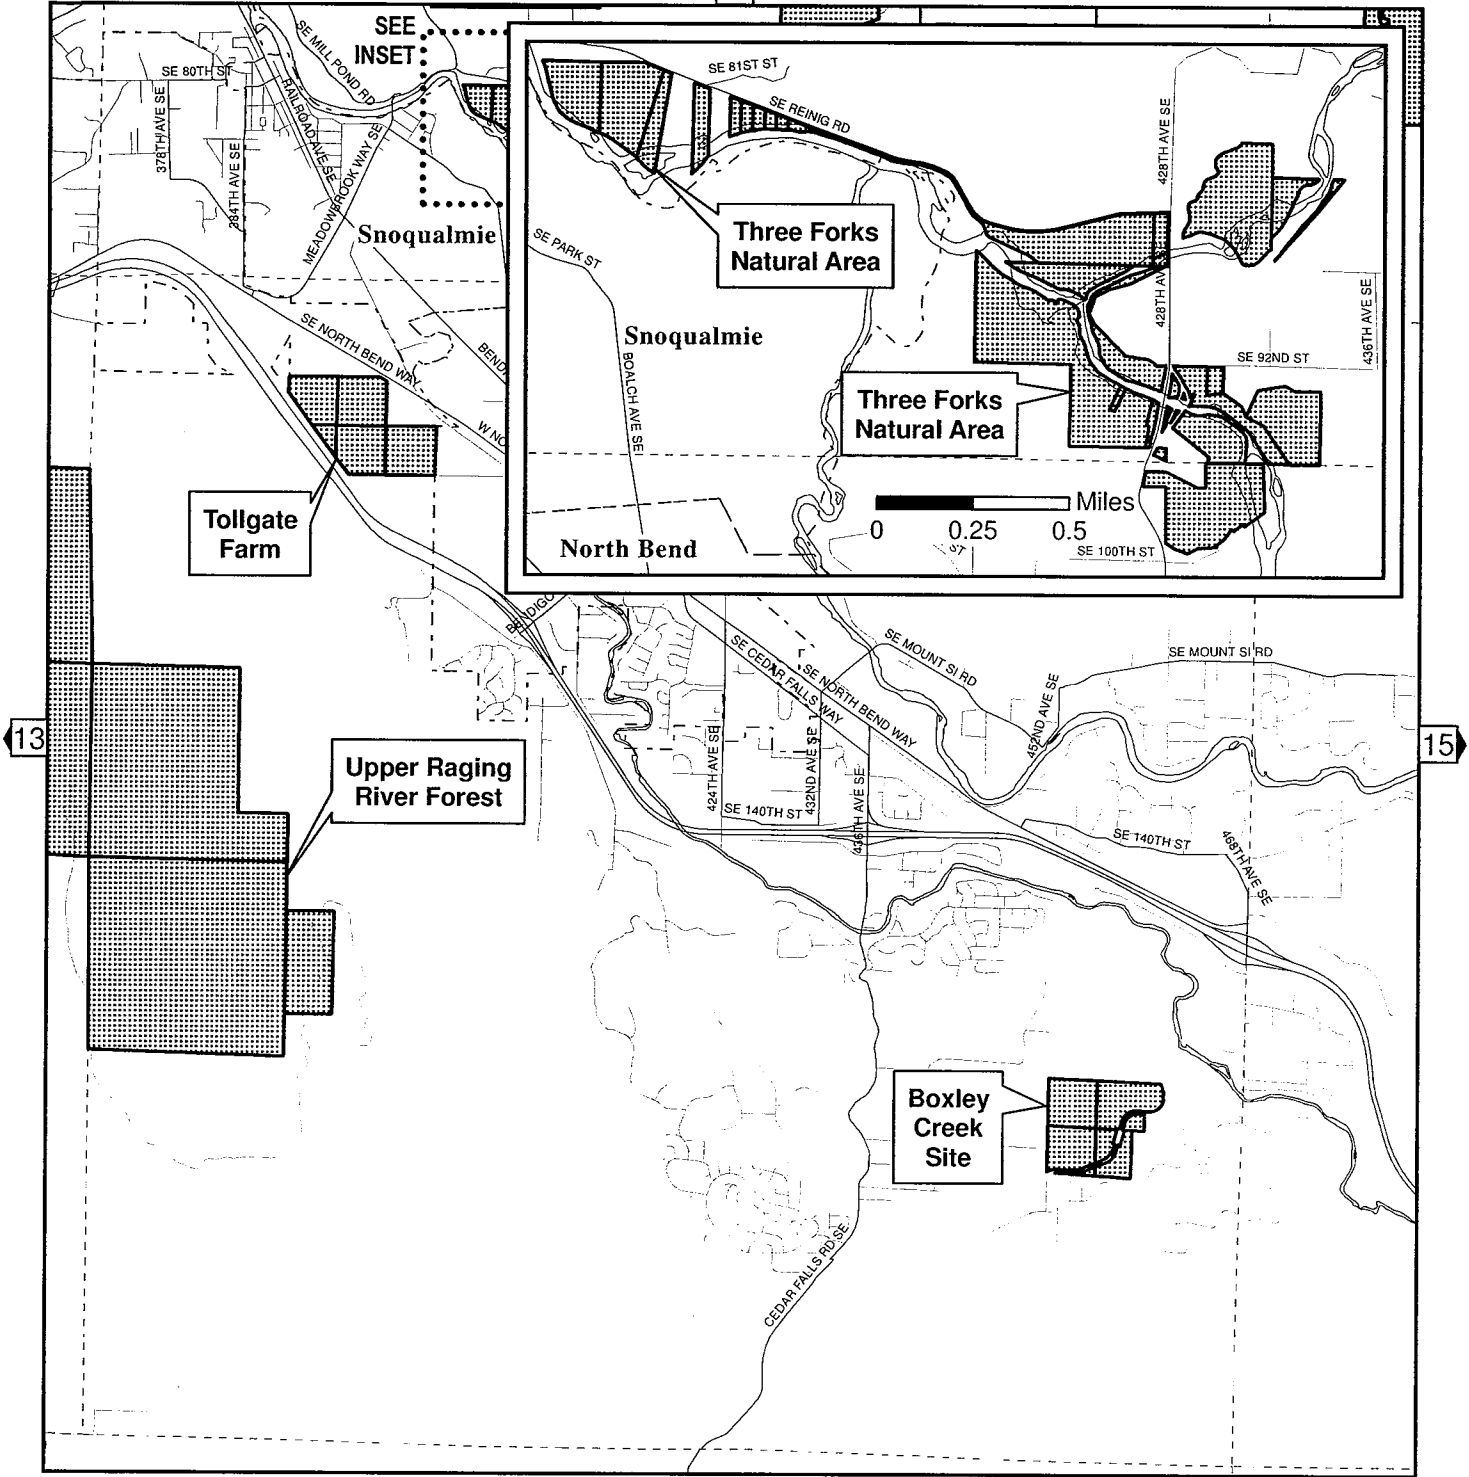 SEE
INSET
SE MILL POND RD
SE 80TH ST
RAILROAD AVE SE
378TH AVE SE
384TH AVE SE
MEADOWBROOK WAY SE
Snoqualmie
SE NORTH BEND WAY
BEND
W NO
SE 81ST ST
SE REINIG RD
428TH AVE SE
Three Forks
Natural Area
SE PARK ST
Snoqualmie
BOALCH AVE SE
428TH AV
436TH AVE SE
SE 92ND ST
Three Forks
Natural Area
Miles
0 0.25 0.5
North Bend
ST
SE 100TH ST
Tollgate
Farm
BENDIGO
SE CEDAR FALLS WAY
SE NORTH BEND WAY
SE MOUNT SI RD
SE MOUNT SI RD
452ND AVE SE
13
15
Upper Raging
River Forest
424TH AVE SE
432ND AVE SE
436TH AVE SE
SE 140TH ST
SE 140TH ST
468TH AVE SE
Boxley
Creek
Site
CEDAR FALLS RD SE